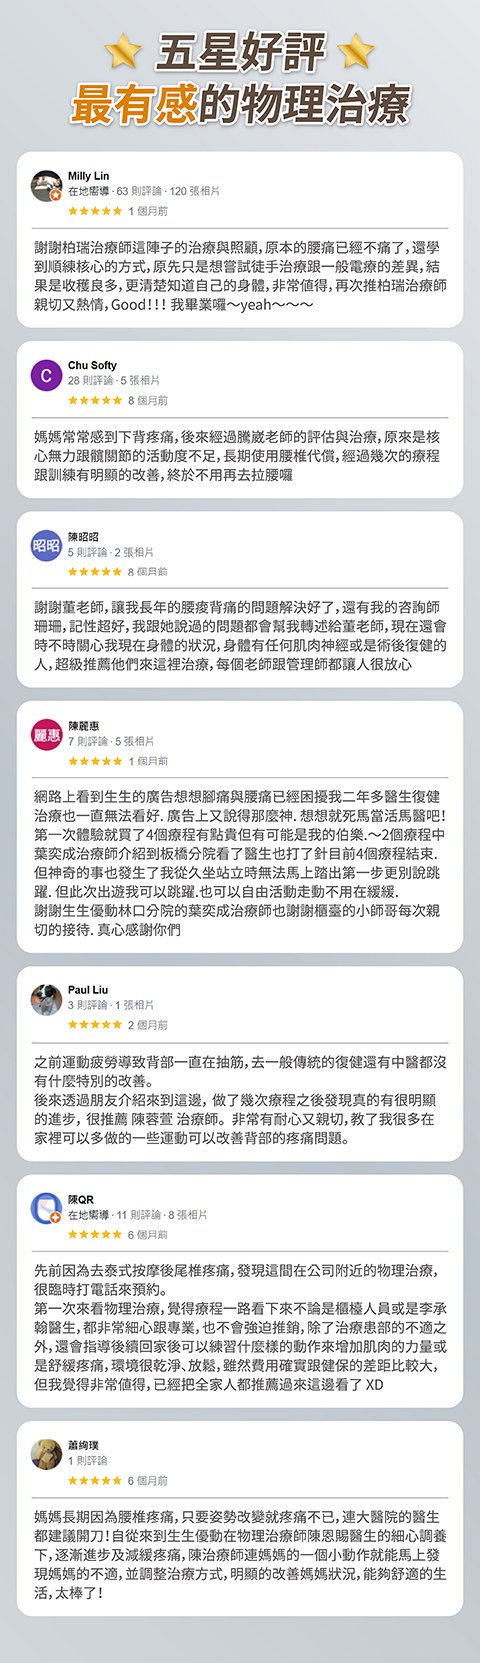 五星好評
最有感的物理治療
Milly Lin
在地嚮導·63 則評論·120 張相片
★★★★★ 1 個月前
謝謝柏瑞治療師這陣子的治療與照顧,原本的腰痛已經不痛了,還學
到順練核心的方式,原先只是想嘗試徒手治療跟一般電療的差異,結
果是收穫良多,更清楚知道自己的身體,非常值得,再次推柏瑞治療師
親切又熱情,Good!!! 我畢業囉～yeah～～～
C
Chu Softy
28 則評論·5 張相片
★★★★★ 8 個月前
媽媽常常感到下背疼痛,後來經過騰崴老師的評估與治療,原來是核
心無力跟髖關節的活動度不足,長期使用腰椎代償,經過幾次的療程
跟訓練有明顯的改善,終於不用再去拉腰囉
昭昭
陳昭昭
5 則評論·2 張相片
★★★★★ 8 個月前
謝謝董老師,讓我長年的腰痠背痛的問題解決好了,還有我的咨詢師
珊珊,記性超好,我跟她說過的問題都會幫我轉述給董老師,現在還會
時不時關心我現在身體的狀況,身體有任何肌肉神經或是術後復健的
人,超級推薦他們來這裡治療,每個老師跟管理師都讓人很放心
麗惠
陳麗惠
7 則評論·5 張相片
★★★★★ 1 個月前
網路上看到生生的廣告想想腳痛與腰痛已經困擾我二年多醫生復健
治療也一直無法看好. 廣告上又說得那麼神. 想想就死馬當活馬醫吧!
第一次體驗就買了4個療程有點貴但有可能是我的伯樂.～2個療程中
葉奕成治療師介紹到板橋分院看了醫生也打了針目前4個療程結束.
但神奇的事也發生了我從久坐站立時無法馬上踏出第一步更別說跳
躍. 但此次出遊我可以跳躍.也可以自由活動走動不用在緩緩.
謝謝生生優動林口分院的葉奕成治療師也謝謝櫃臺的小師哥每次親
切的接待. 真心感謝你們
Paul Liu
3 則評論·1 張相片
★★★★★ 2 個月前
之前運動疲勞導致背部一直在抽筋,去一般傳統的復健還有中醫都沒
有什麼特別的改善。
後來透過朋友介紹來到這邊, 做了幾次療程之後發現真的有很明顯
的進步, 很推薦 陳蓉萱 治療師。非常有耐心又親切,教了我很多在
家裡可以多做的一些運動可以改善背部的疼痛問題。
陳QR
在地嚮導·11 則評論·8 張相片
★★★★★ 6 個月前
先前因為去泰式按摩後尾椎疼痛,發現這間在公司附近的物理治療,
很臨時打電話來預約。
第一次來看物理治療,覺得療程一路看下來不論是櫃檯人員或是李承
翰醫生,都非常細心跟專業,也不會強迫推銷,除了治療患部的不適之
外,還會指導後續回家後可以練習什麼樣的動作來增加肌肉的力量或
是舒緩疼痛,環境很乾淨、放鬆,雖然費用確實跟健保的差距比較大,
但我覺得非常值得,已經把全家人都推薦過來這邊看了 XD
蕭絢璞
1 則評論
★★★★★ 6 個月前
媽媽長期因為腰椎疼痛,只要姿勢改變就疼痛不已,連大醫院的醫生
都建議開刀!自從來到生生優動在物理治療師陳恩賜醫生的細心調養
下,逐漸進步及減緩疼痛,陳治療師連媽媽的一個小動作就能馬上發
現媽媽的不適,並調整治療方式,明顯的改善媽媽狀況,能夠舒適的生
活,太棒了!